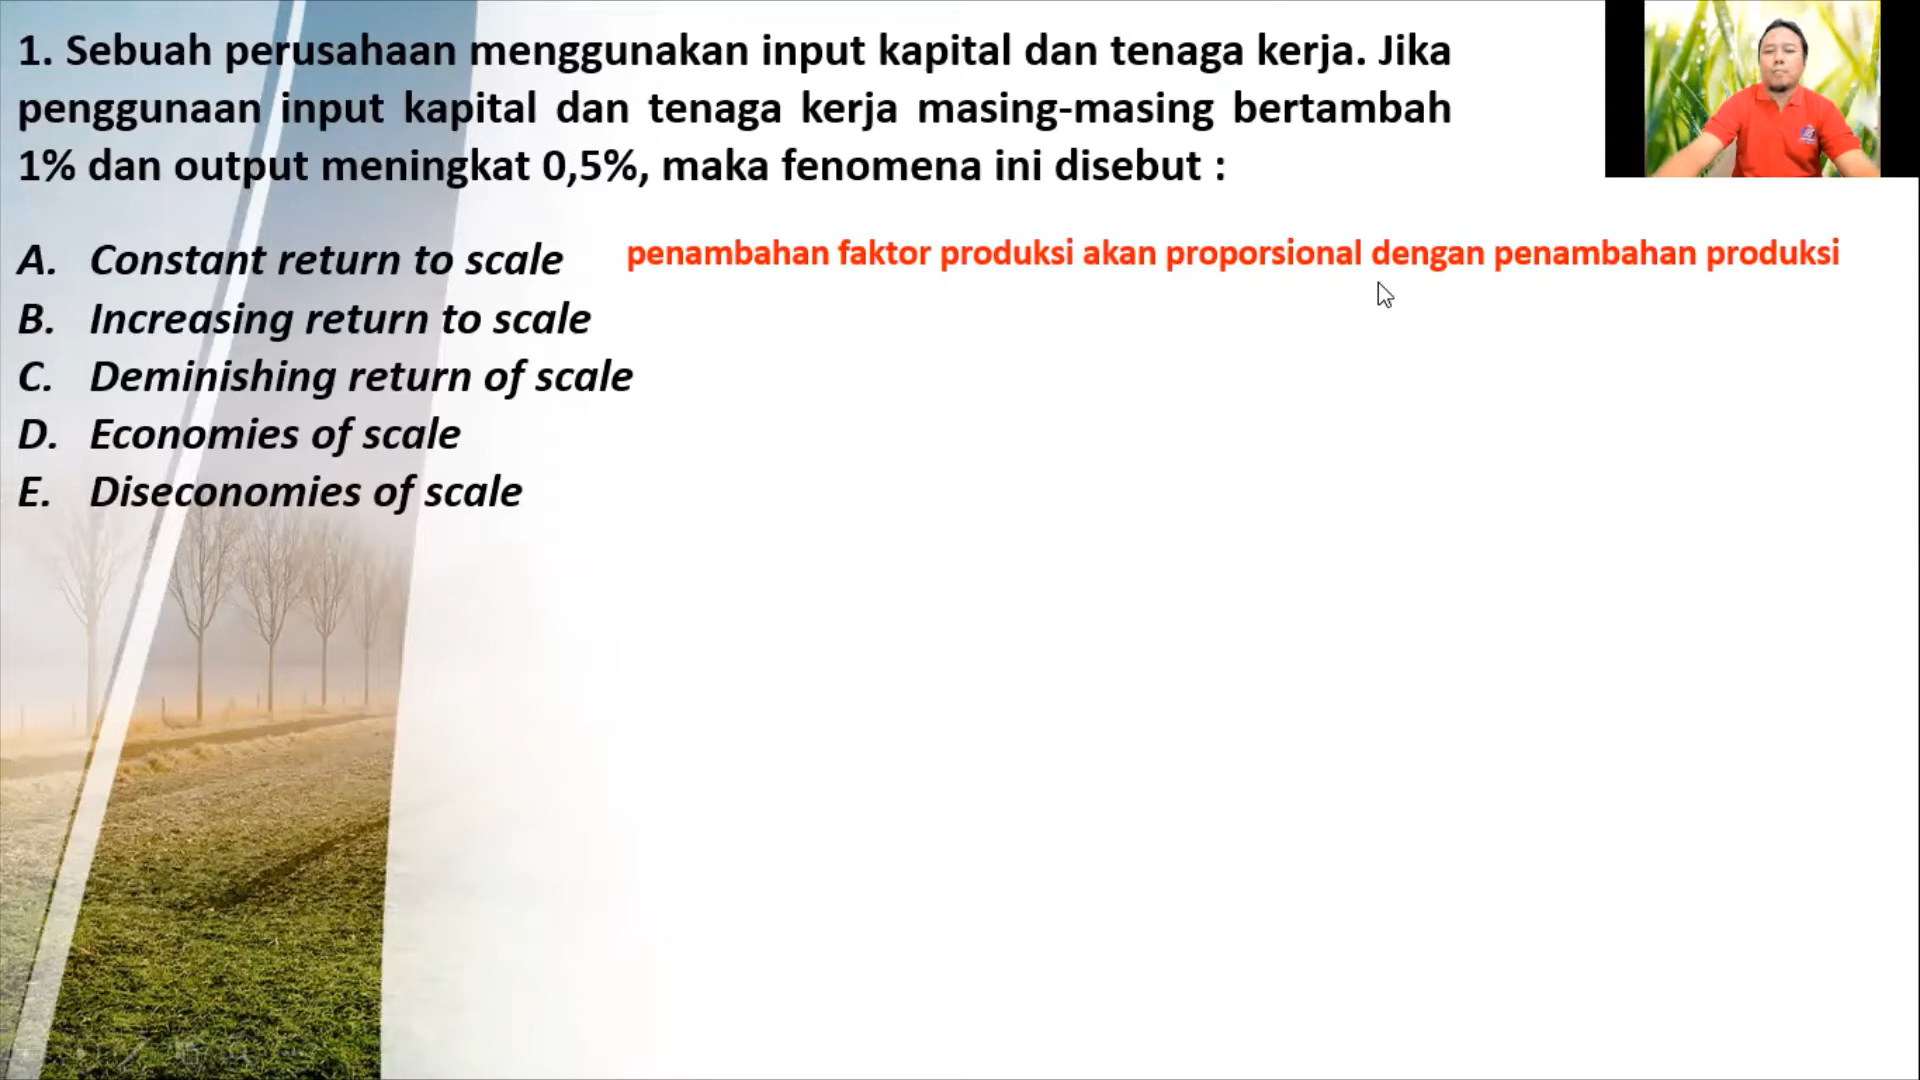 1. Sebuah perusahaan menggunakan input kapital dan tenaga kerja. Jika
penggunaan input kapital dan tenaga kerja masing-masing bertambah
1% dan output meningkat 0,5%, maka fenomena ini disebut :
A. Constant return to scale
penambahan faktor produksi akan proporsional dengan penambahan produksi
B. Increasing return to scale
C. Deminishing return of scale
D. Economies of scale
E. Diseconomies of scale